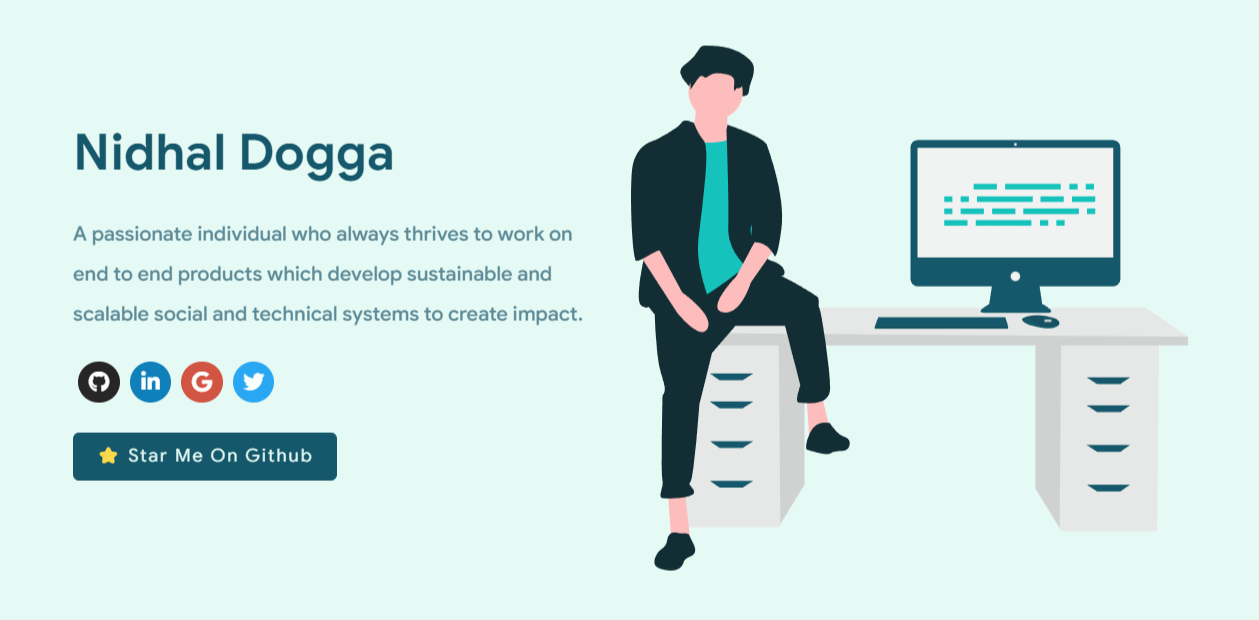 Nidhal Dogga
A passionate individual who always thrives to work on
end to end products which develop sustainable and
scalable social and technical systems to create impact.
in
G
Star Me On Github